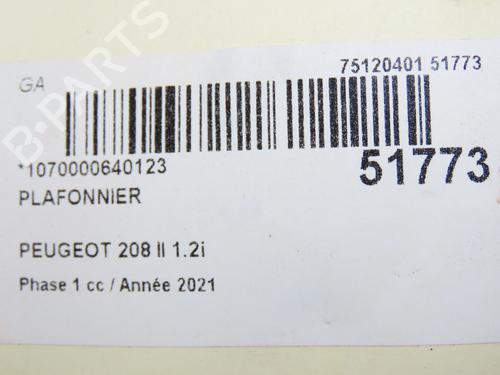 75120401 51773
GA
*1070000640123
51773
PLAFONNIER
PEUGEOT 208 II 1.2i
Phase 1 cc / Année 2021
B-PARTS